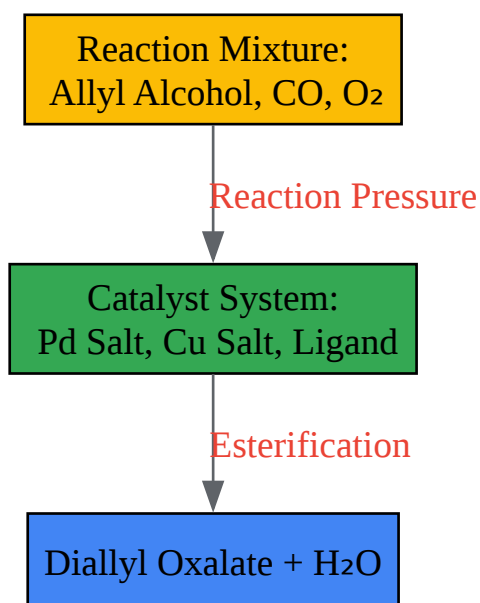 Reaction Mixture:
Allyl Alcohol, CO, O₂
Reaction Pressure
Catalyst System:
Pd Salt, Cu Salt, Ligand
Esterification
Diallyl Oxalate + H₂O